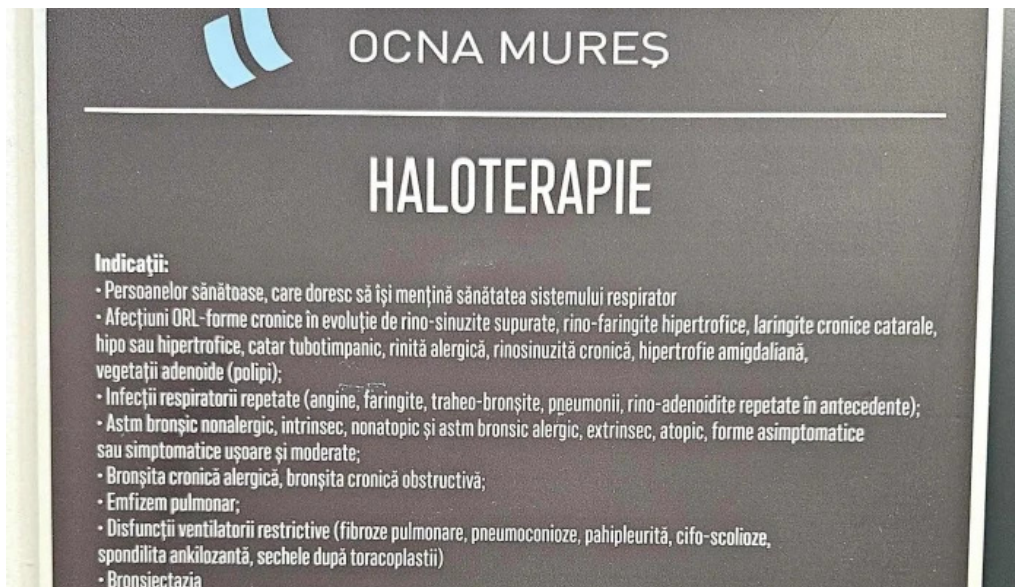 OCNA MUREȘ
HALOTERAPIE
Indicații:
• Persoanelor sănătoase, care doresc să își mențină sănătatea sistemului respirator
• Afecțiuni ORL-forme cronice în evoluție de rino-sinuzite supurate, rino-faringite hipertrofice, laringite cronice catarale,
hipo sau hipertrofice, catar tubotimpanic, rinită alergică, rinosinuzită cronică, hipertrofie amigdaliană,
vegetații adenoide (polipi);
• Infecții respiratorii repetate (angine, faringite, traheo-bronșite, pneumonii, rino-adenoidite repetate în antecedente);
• Astm bronșic nonalergic, intrinsec, nonatopic și astm bronsic alergic, extrinsec, atopic, forme asimptomatice
sau simptomatice ușoare și moderate;
• Bronșita cronică alergică, bronșita cronică obstructivă;
• Emfizem pulmonar;
• Disfuncții ventilatorii restrictive (fibroze pulmonare, pneumoconioze, pahipleurită, cifo-scolioze,
spondilita ankilozantă, sechele după toracoplastii)
• Bronșiectazia